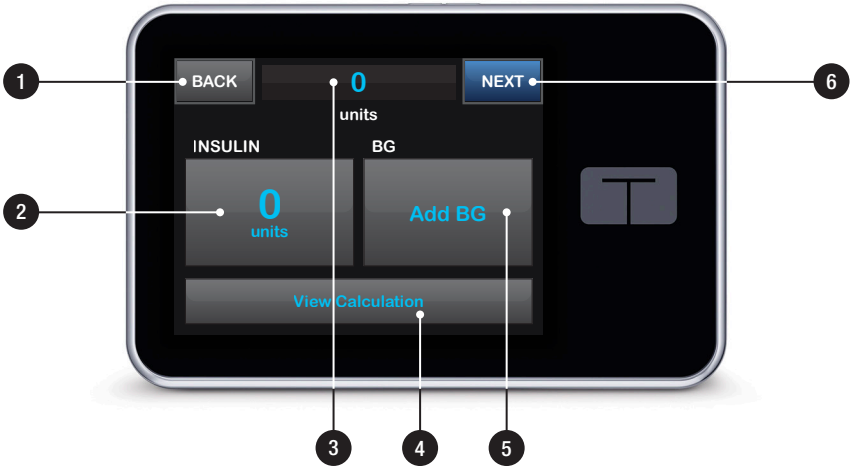 BACK
0
NEXT
units
INSULIN
BG
0
units
Add BG
View Calculation
1
2
3
4
5
6